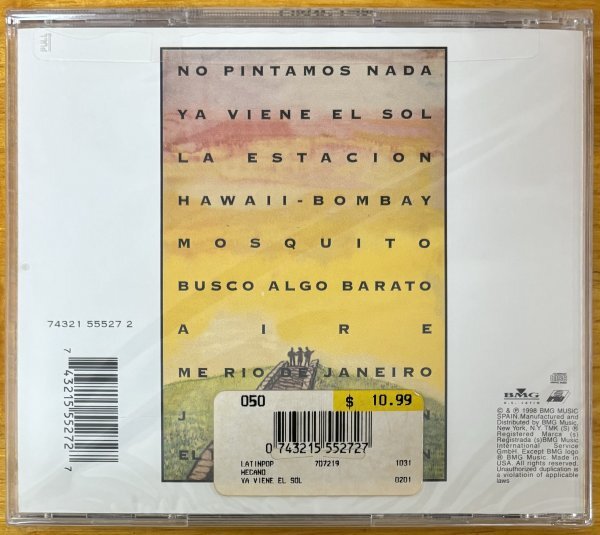 PULL
NO PINTAMOS NADA
YA VIENE EL SOL
LA ESTACION
HAWAII-BOMBAY
MOSQUITO
BUSCO ALGO BARATO
AIRE
ME RIO DE JANEIRO
J N
EL
74321 55527 2
7 43215 55272 7
050 $ 10.99
0 743215 552727
LATINPOP 707219 1031
MECANO
YA VIENE EL SOL 0201
BMG
U.S. LATIN
© & ℗ 1998 BMG MUSIC
SPAIN. Manufactured and
Distributed by BMG Music,
New York, N.Y. TMK (S) ®
Registered Marca (s)
Registrada (s) BMG Music
International Service
GmbH. Except BMG logo
® BMG Music. Made in
USA. All rights reserved.
Unauthorized duplication is
a violation of applicable
laws